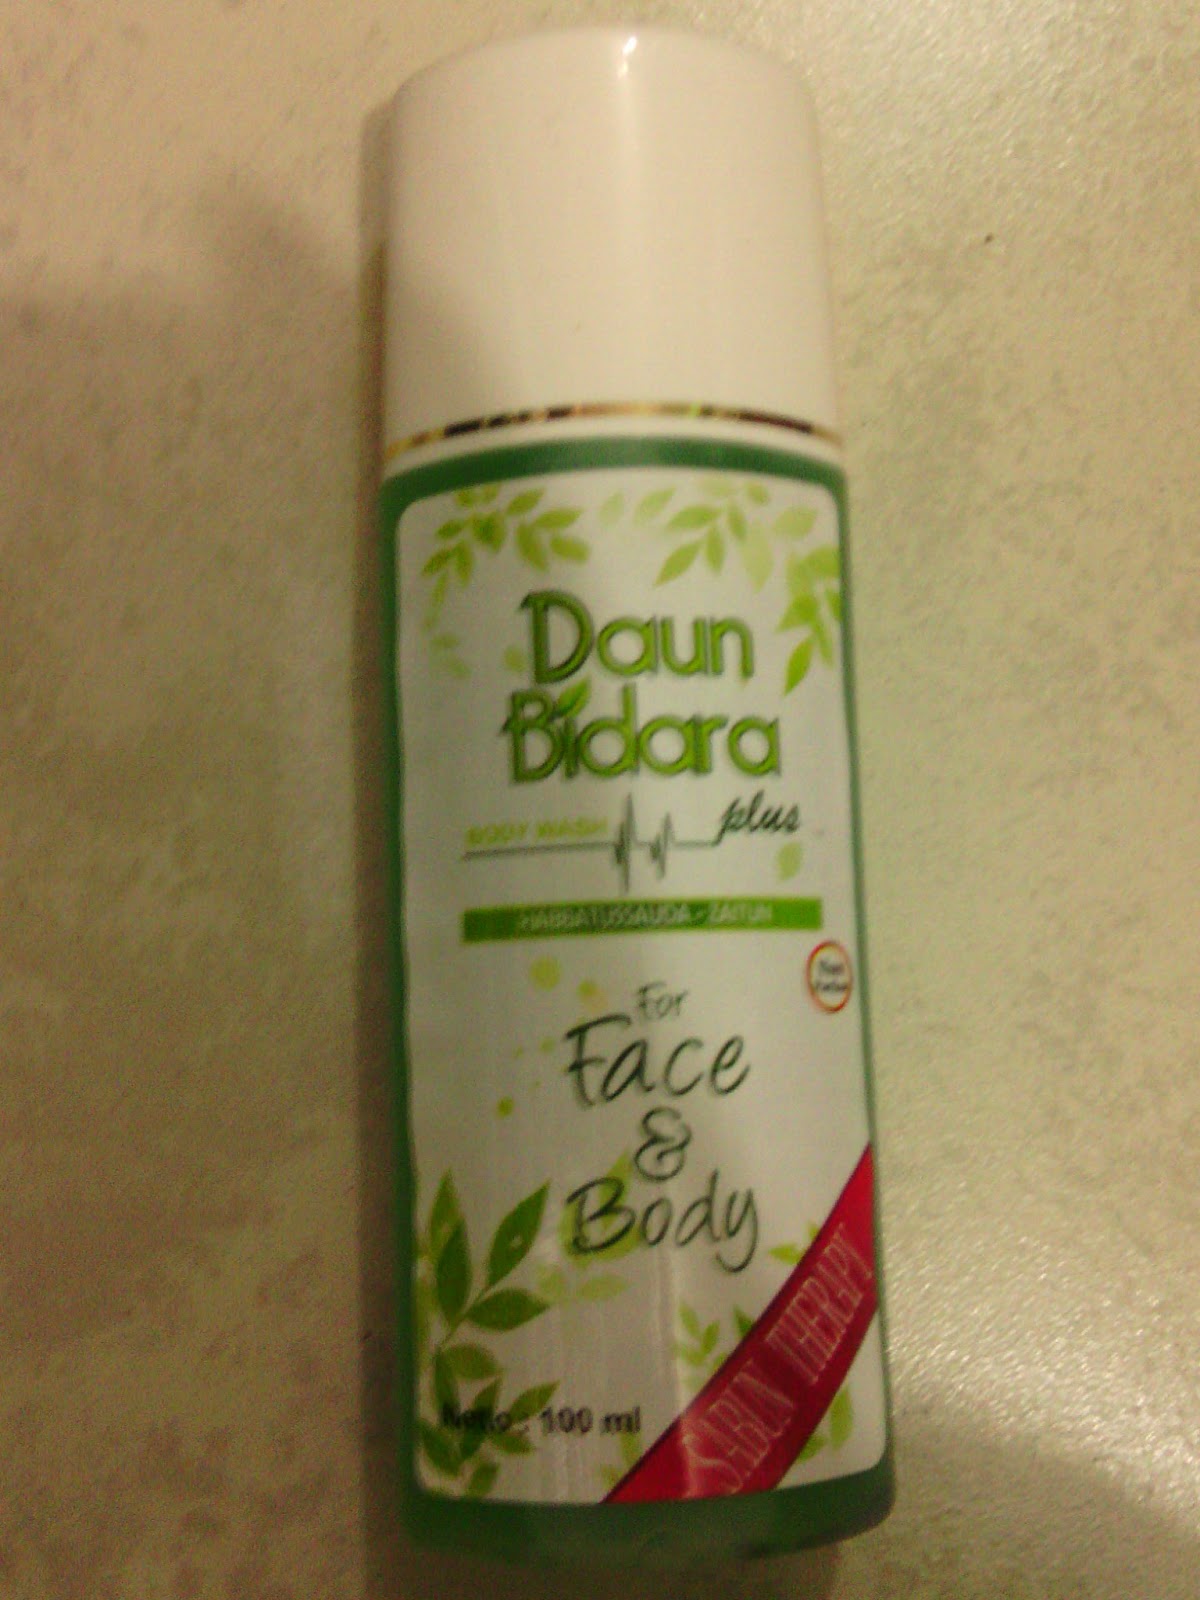 Daun
Bidara
BODY WASH plus
HABBATUSSAUDA - ZAITUN
For
Face
&
Body
SABUN THERAPY
Netto : 100 ml